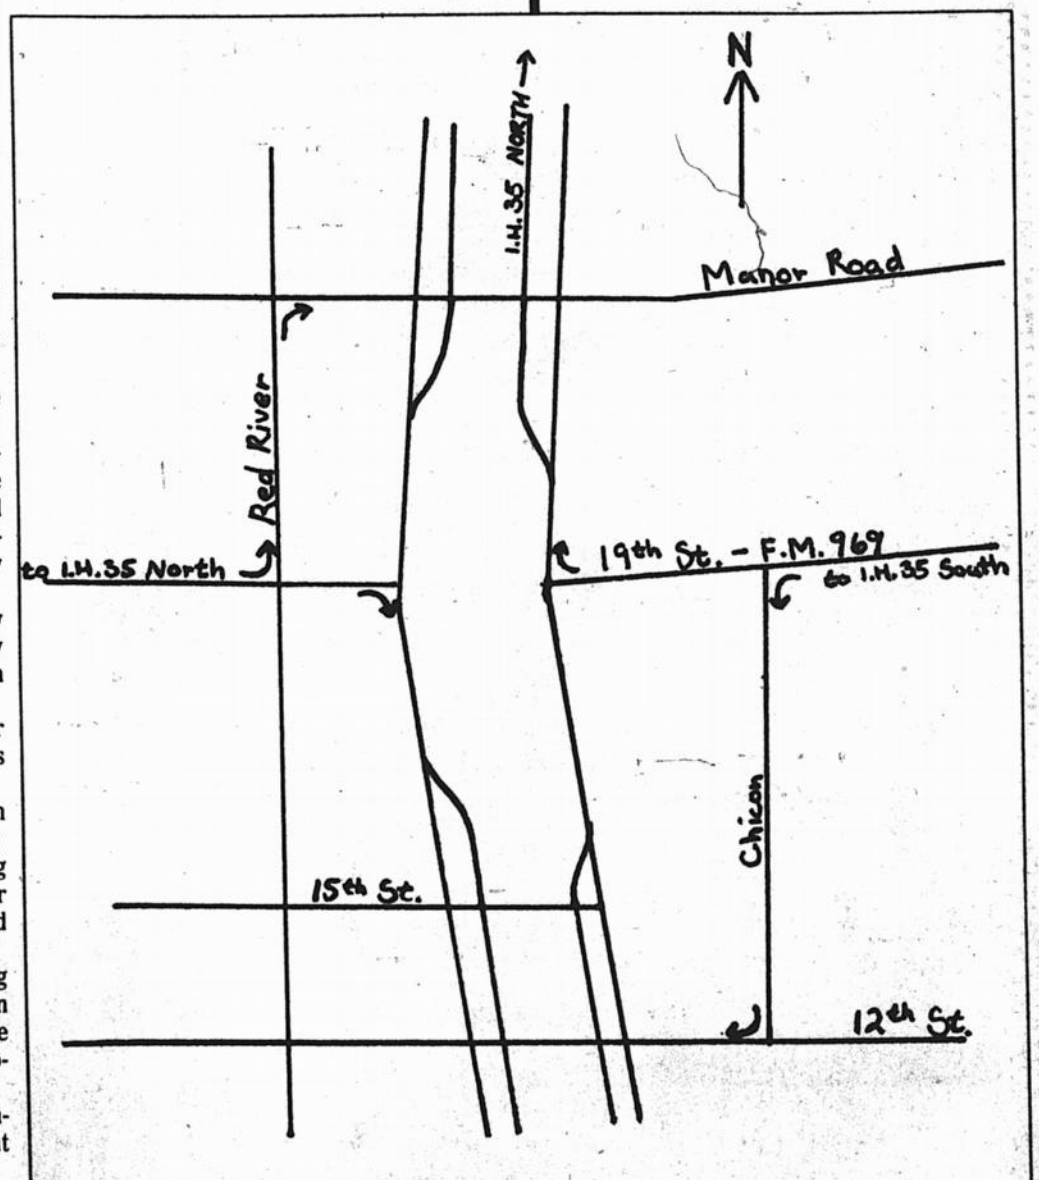 N
I.H.35 NORTH →
Manor Road
Red River
to I.H.35 North
19th St. - F.M. 969
to I.H.35 South
Chicon
15th St.
12th St.